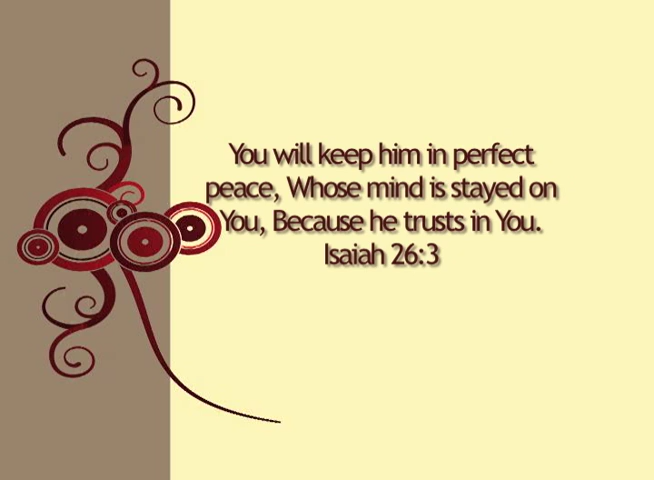 You will keep him in perfect
peace, Whose mind is stayed on
You, Because he trusts in You.
Isaiah 26:3